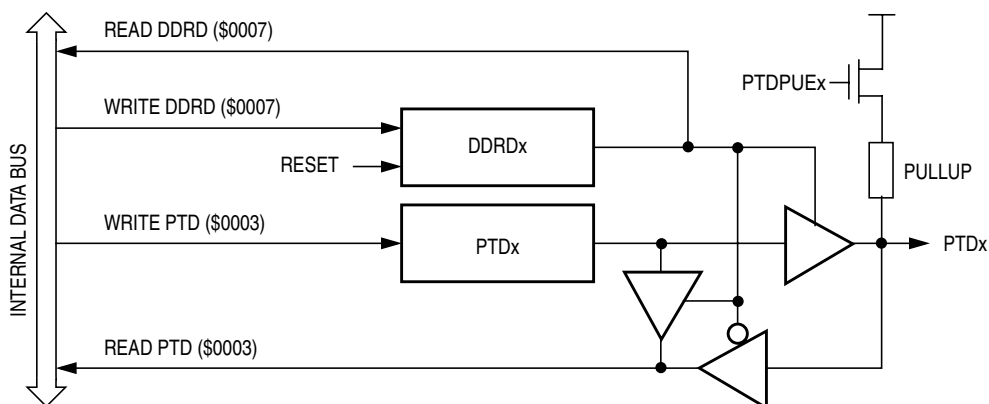 READ DDRD ($0007)
PTDPUEx
WRITE DDRD ($0007)
DDRDx
RESET
PULLUP
INTERNAL DATA BUS
WRITE PTD ($0003)
PTDx
PTDx
READ PTD ($0003)